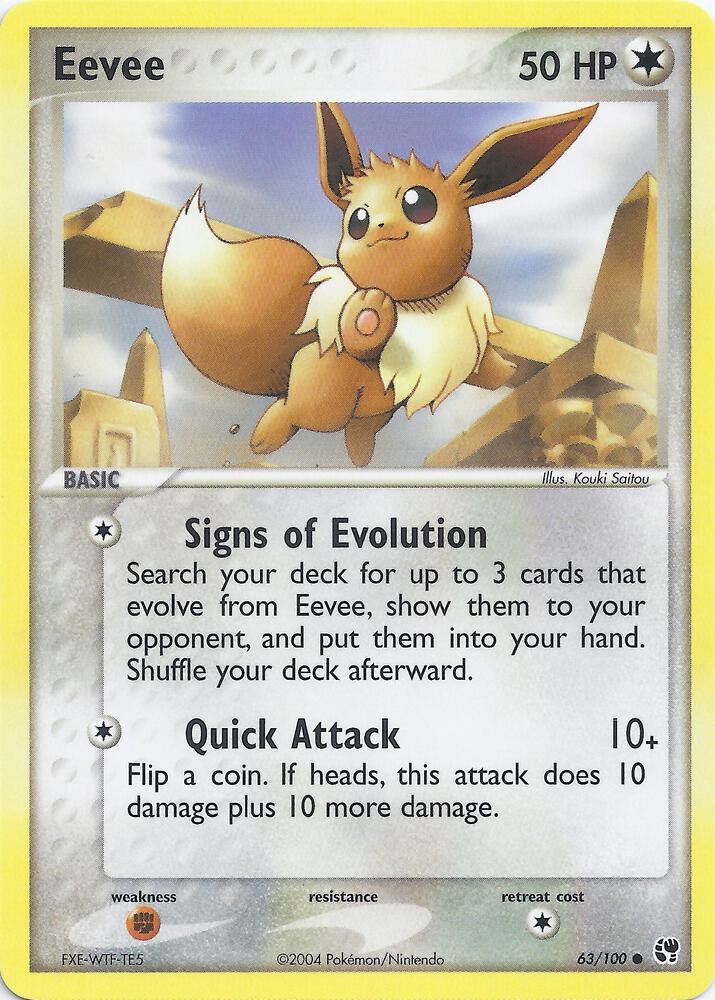 Eevee
50 HP
BASIC
Illus. Kouki Saitou
Signs of Evolution
Search your deck for up to 3 cards that
evolve from Eevee, show them to your
opponent, and put them into your hand.
Shuffle your deck afterward.
Quick Attack 10+
Flip a coin. If heads, this attack does 10
damage plus 10 more damage.
weakness resistance retreat cost
FXE-WTF-TE5 ©2004 Pokémon/Nintendo 63/100